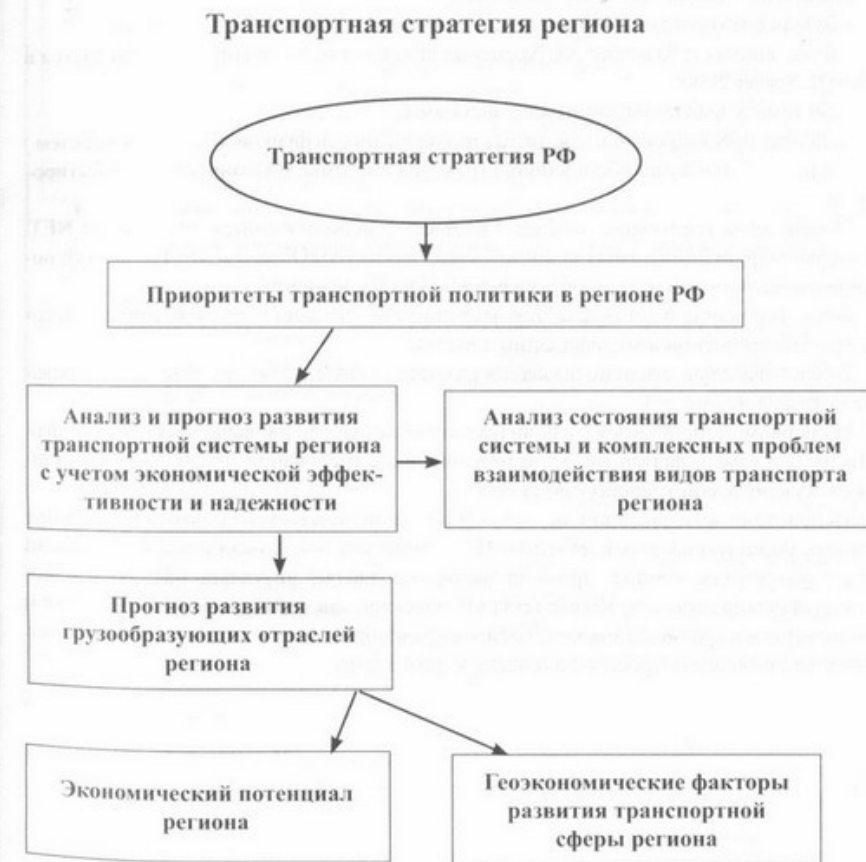 Транспортная стратегия региона
Транспортная стратегия РФ
Приоритеты транспортной политики в регионе РФ
Анализ и прогноз развития
транспортной системы региона
с учетом экономической эффек-
тивности и надежности
Анализ состояния транспортной
системы и комплексных проблем
взаимодействия видов транспорта
региона
Прогноз развития
грузообразующих отраслей
региона
Экономический потенциал
региона
Геоэкономические факторы
развития транспортной
сферы региона